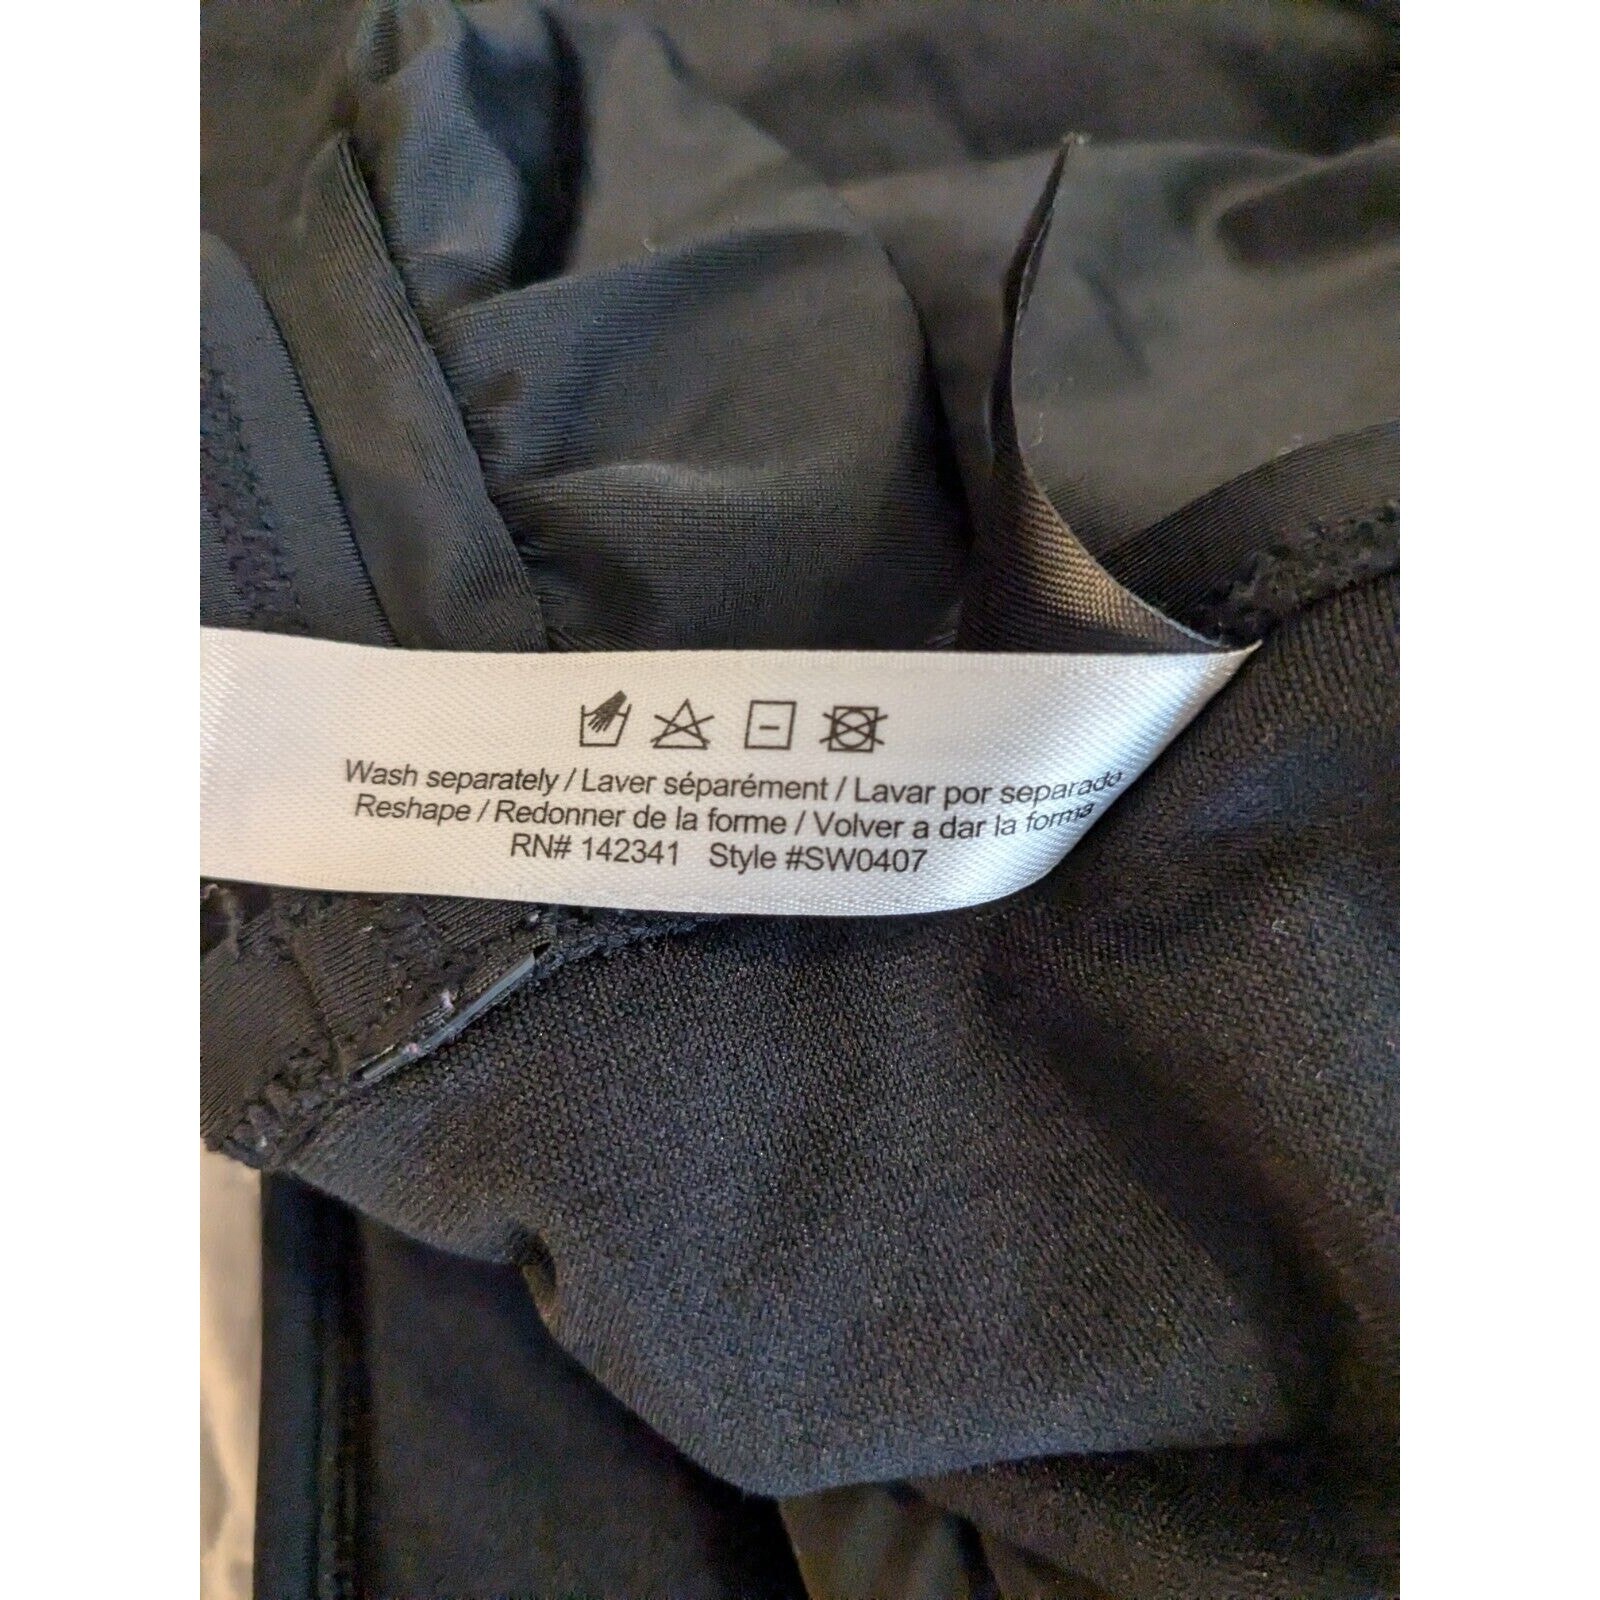 Wash separately / Laver séparément / Lavar por separado
Reshape / Redonner de la forme / Volver a dar la forma
RN# 142341 Style #SW0407